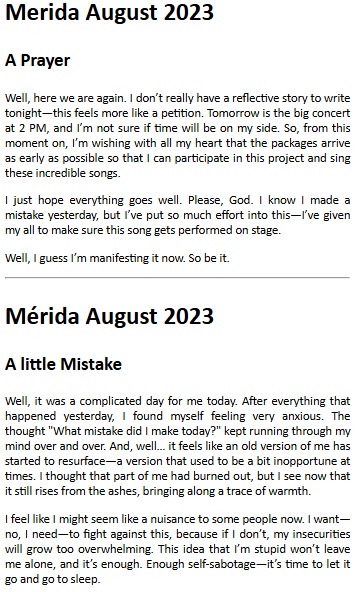 Merida August 2023
A Prayer
Well, here we are again. I don’t really have a reflective story to write
tonight—this feels more like a petition. Tomorrow is the big concert
at 2 PM, and I’m not sure if time will be on my side. So, from this
moment on, I’m wishing with all my heart that the packages arrive
as early as possible so that I can participate in this project and sing
these incredible songs.
I just hope everything goes well. Please, God. I know I made a
mistake yesterday, but I’ve put so much effort into this—I’ve given
my all to make sure this song gets performed on stage.
Well, I guess I’m manifesting it now. So be it.
Mérida August 2023
A little Mistake
Well, it was a complicated day for me today. After everything that
happened yesterday, I found myself feeling very anxious. The
thought "What mistake did I make today?" kept running through my
mind over and over. And, well... it feels like an old version of me has
started to resurface—a version that used to be a bit inopportune at
times. I thought that part of me had burned out, but I see now that
it still rises from the ashes, bringing along a trace of warmth.
I feel like I might seem like a nuisance to some people now. I want—
no, I need—to fight against this, because if I don’t, my insecurities
will grow too overwhelming. This idea that I’m stupid won’t leave
me alone, and it’s enough. Enough self-sabotage—it’s time to let it
go and go to sleep.